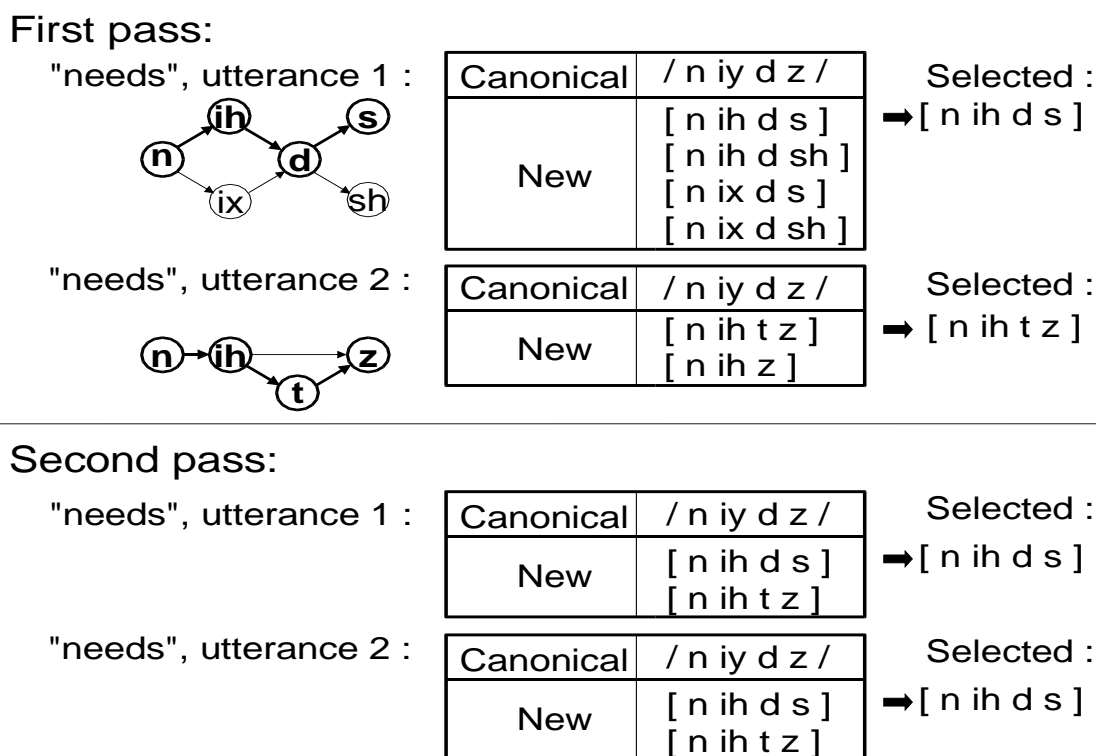 First pass:
"needs", utterance 1 :
Canonical / n iy d z /
Selected :
ih s
n d
ix sh
New
[ n ih d s ]
[ n ih d sh ]
[ n ix d s ]
[ n ix d sh ]
➡[ n ih d s ]
"needs", utterance 2 :
Canonical / n iy d z /
Selected :
n ih z
t
New
[ n ih t z ]
[ n ih z ]
➡ [ n ih t z ]
Second pass:
"needs", utterance 1 :
Canonical / n iy d z /
Selected :
New
[ n ih d s ]
[ n ih t z ]
➡[ n ih d s ]
"needs", utterance 2 :
Canonical / n iy d z /
Selected :
New
[ n ih d s ]
[ n ih t z ]
➡[ n ih d s ]